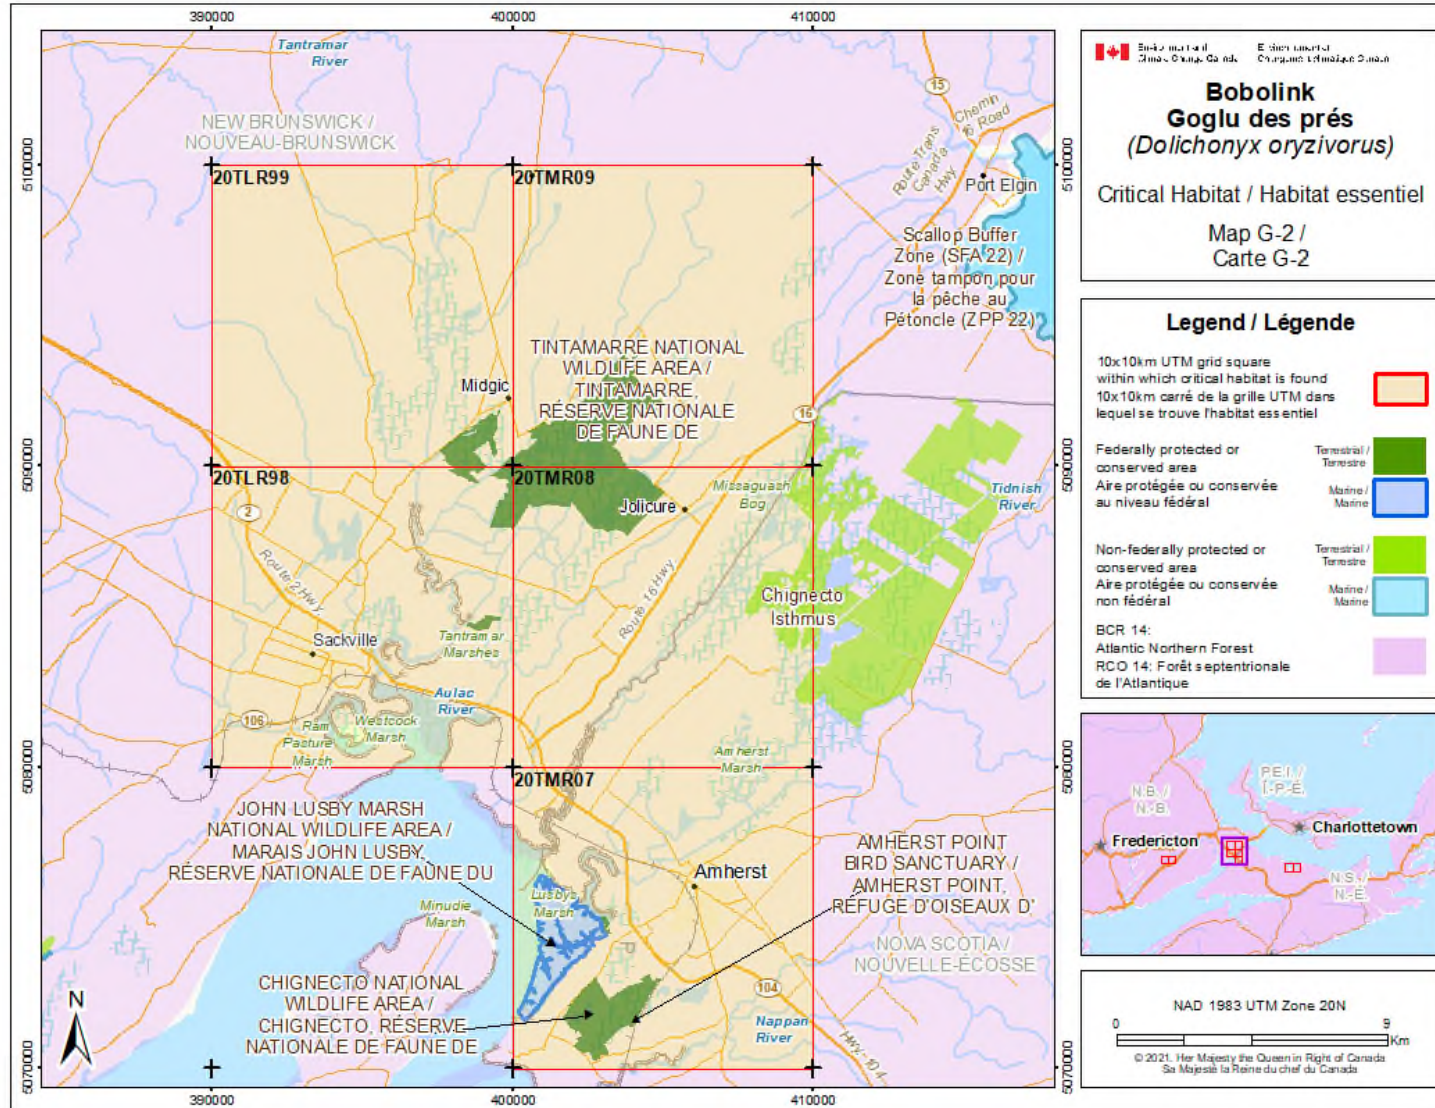 390000
400000
410000
Tantramar
River
NEW BRUNSWICK /
NOUVEAU-BRUNSWICK
15
Chemin
16 Road
Route Trans
Canada
Hwy
Port Elgin
5100000
5100000
20TLR99
20TMR09
Scallop Buffer
Zone (SFA 22) /
Zone tampon pour
la pêche au
Pétoncle (ZPP 22)
TINTAMARRE NATIONAL
WILDLIFE AREA /
TINTAMARRE,
RÉSERVE NATIONALE
DE FAUNE DE
Midgic
16
5090000
5090000
20TLR98
20TMR08
Missaguash
Bog
Jolicure
Tidnish
River
2
Route 2 Hwy.
Route 16 Hwy.
Chignecto
Isthmus
Sackville
Tantramar
Marshes
Aulac
River
106
Ram
Pasture
Marsh
Westcock
Marsh
Amherst
Marsh
5080000
5080000
20TMR07
JOHN LUSBY MARSH
NATIONAL WILDLIFE AREA /
MARAIS JOHN LUSBY
RÉSERVE NATIONALE DE FAUNE DU
AMHERST POINT
BIRD SANCTUARY /
AMHERST POINT,
REFUGE D'OISEAUX D'
Amherst
Lusbys
Marsh
Minudie
Marsh
NOVA SCOTIA /
NOUVELLE-ÉCOSSE
CHIGNECTO NATIONAL
WILDLIFE AREA /
CHIGNECTO, RÉSERVE
NATIONALE DE FAUNE DE
104
Nappan
River
Hwy-104
N
5070000
5070000
390000
400000
410000
Bobolink
Goglu des prés
(Dolichonyx oryzivorus)
Critical Habitat / Habitat essentiel
Map G-2 /
Carte G-2
Legend / Légende
10x10km UTM grid square
within which critical habitat is found
10x10km carré de la grille UTM dans
lequel se trouve l'habitat essentiel
Federally protected or
conserved area
Aire protégée ou conservée
au niveau fédéral
Terrestrial /
Terrestre
Marine /
Marine
Non-federally protected or
conserved area
Aire protégée ou conservée
non fédéral
Terrestrial /
Terrestre
Marine /
Marine
BCR 14:
Atlantic Northern Forest
RCO 14: Forêt septentrionale
de l'Atlantique
N.B. /
N.-B.
P.E.I. /
Î.-P.-É.
Fredericton
Charlottetown
N.S. /
N.-É.
NAD 1983 UTM Zone 20N
0 9
Km
© 2021. Her Majesty the Queen in Right of Canada
Sa Majesté la Reine du chef du Canada